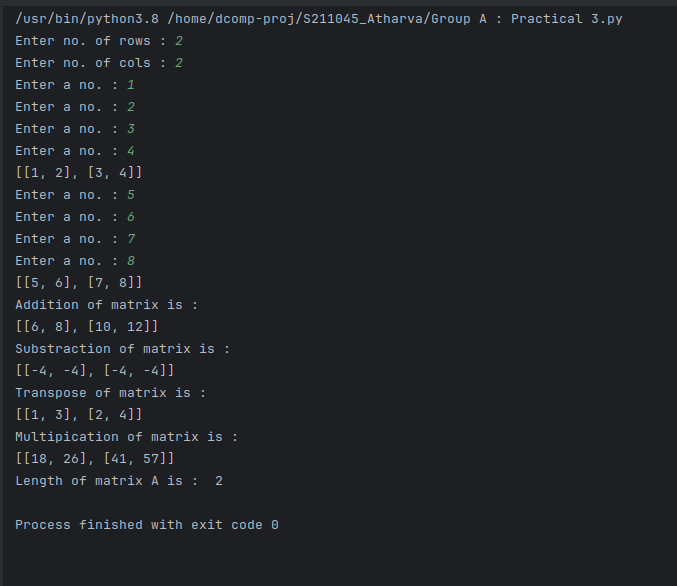 /usr/bin/python3.8 /home/dcomp-proj/S211045_Atharva/Group A : Practical 3.py
Enter no. of rows : 2
Enter no. of cols : 2
Enter a no. : 1
Enter a no. : 2
Enter a no. : 3
Enter a no. : 4
[[1, 2], [3, 4]]
Enter a no. : 5
Enter a no. : 6
Enter a no. : 7
Enter a no. : 8
[[5, 6], [7, 8]]
Addition of matrix is :
[[6, 8], [10, 12]]
Substraction of matrix is :
[[-4, -4], [-4, -4]]
Transpose of matrix is :
[[1, 3], [2, 4]]
Multipication of matrix is :
[[18, 26], [41, 57]]
Length of matrix A is :  2
Process finished with exit code 0